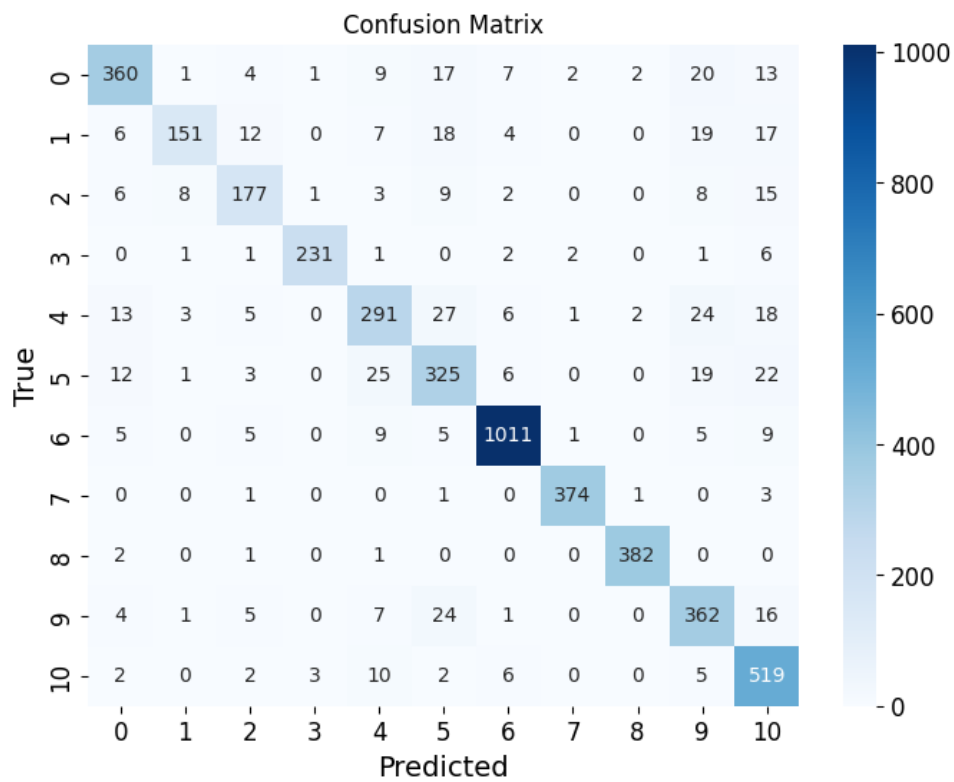 Confusion Matrix
0 360 1 4 1 9 17 7 2 2 20 13
1 6 151 12 0 7 18 4 0 0 19 17
2 6 8 177 1 3 9 2 0 0 8 15
3 0 1 1 231 1 0 2 2 0 1 6
4 13 3 5 0 291 27 6 1 2 24 18
5 12 1 3 0 25 325 6 0 0 19 22
6 5 0 5 0 9 5 1011 1 0 5 9
7 0 0 1 0 0 1 0 374 1 0 3
8 2 0 1 0 1 0 0 0 382 0 0
9 4 1 5 0 7 24 1 0 0 362 16
10 2 0 2 3 10 2 6 0 0 5 519
0 1 2 3 4 5 6 7 8 9 10
Predicted
True
1000
800
600
400
200
0